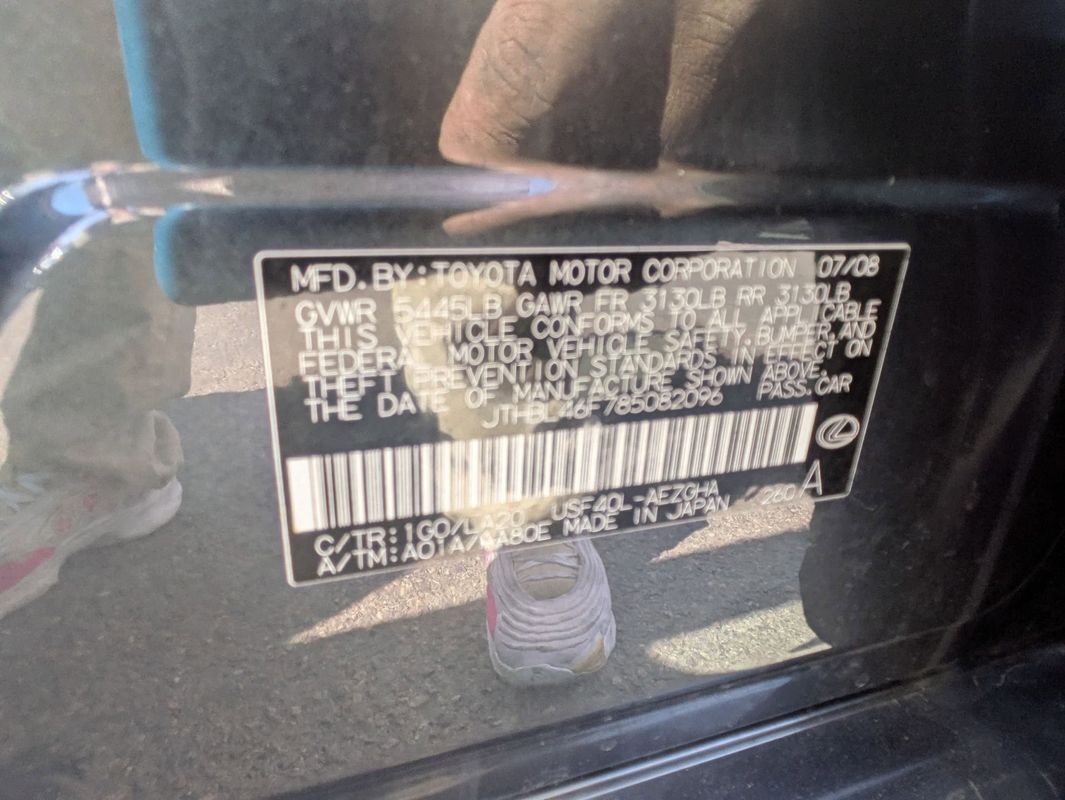 MFD.BY:TOYOTA MOTOR CORPORATION 07/08
GVWR 5445LB GAWR FR 3130LB RR 3130LB
THIS VEHICLE CONFORMS TO ALL APPLICABLE
FEDERAL MOTOR VEHICLE SAFETY,BUMPER,AND
THEFT PREVENTION STANDARDS IN EFFECT ON
THE DATE OF MANUFACTURE SHOWN ABOVE.
JTHBL46F785082096 PASS.CAR
C/TR:1G0/LA20 USF40L-AEZGHA 260 A
A/TM:A01A/AA80E MADE IN JAPAN